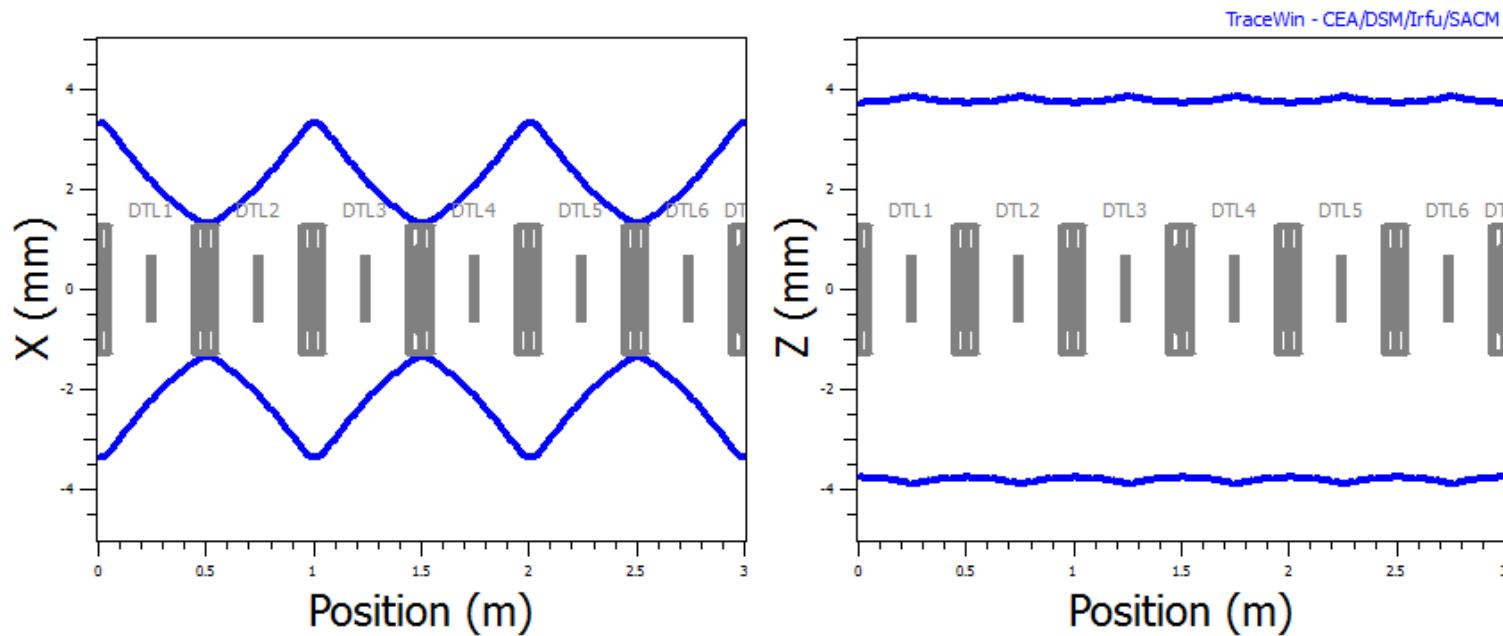 TraceWin - CEA/DSM/Irfu/SACM
X (mm)
4
2
0
-2
-4
DTL1
DTL2
DTL3
DTL4
DTL5
DTL6
DT
0
0.5
1
1.5
2
2.5
3
Position (m)
Z (mm)
4
2
0
-2
-4
DTL1
DTL2
DTL3
DTL4
DTL5
DTL6
DT
0
0.5
1
1.5
2
2.5
Position (m)